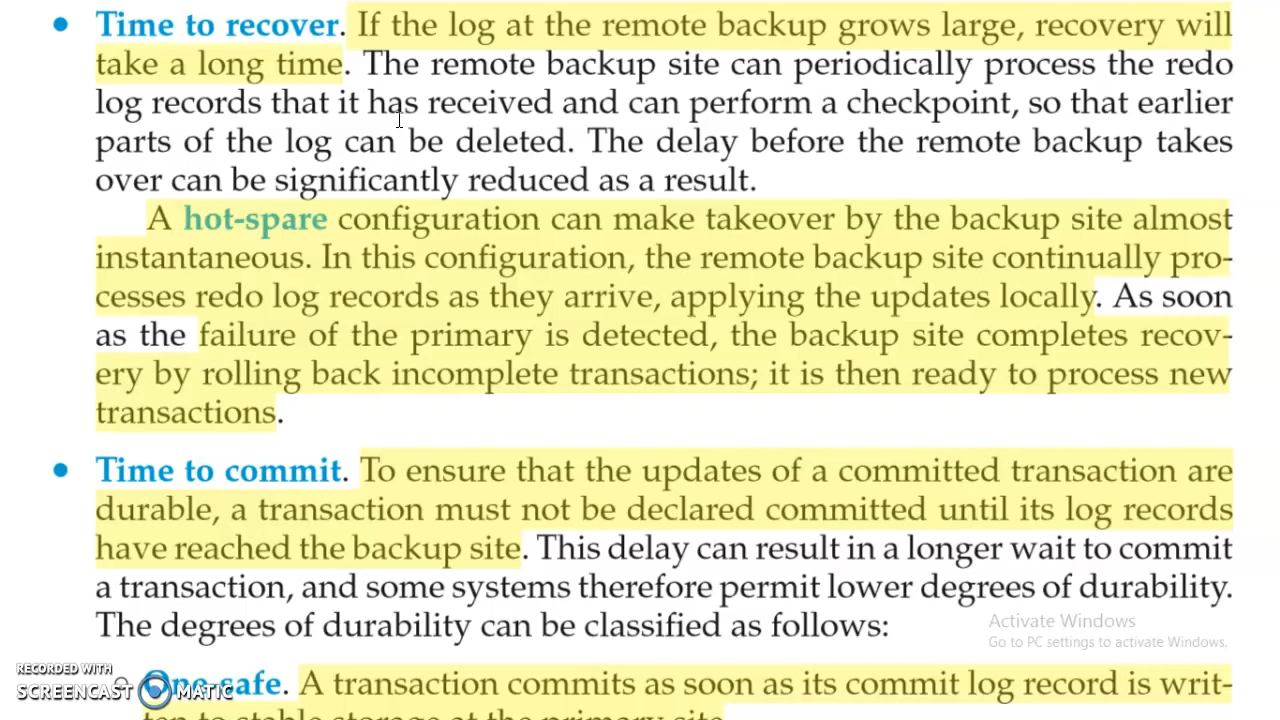 • Time to recover. If the log at the remote backup grows large, recovery will
take a long time. The remote backup site can periodically process the redo
log records that it has received and can perform a checkpoint, so that earlier
parts of the log can be deleted. The delay before the remote backup takes
over can be significantly reduced as a result.
A hot-spare configuration can make takeover by the backup site almost
instantaneous. In this configuration, the remote backup site continually pro-
cesses redo log records as they arrive, applying the updates locally. As soon
as the failure of the primary is detected, the backup site completes recov-
ery by rolling back incomplete transactions; it is then ready to process new
transactions.
• Time to commit. To ensure that the updates of a committed transaction are
durable, a transaction must not be declared committed until its log records
have reached the backup site. This delay can result in a longer wait to commit
a transaction, and some systems therefore permit lower degrees of durability.
The degrees of durability can be classified as follows:
Activate Windows
Go to PC settings to activate Windows.
RECORDED WITH
SCREENCAST MATIC
One-safe. A transaction commits as soon as its commit log record is writ-
ten to stable storage at the primary site.